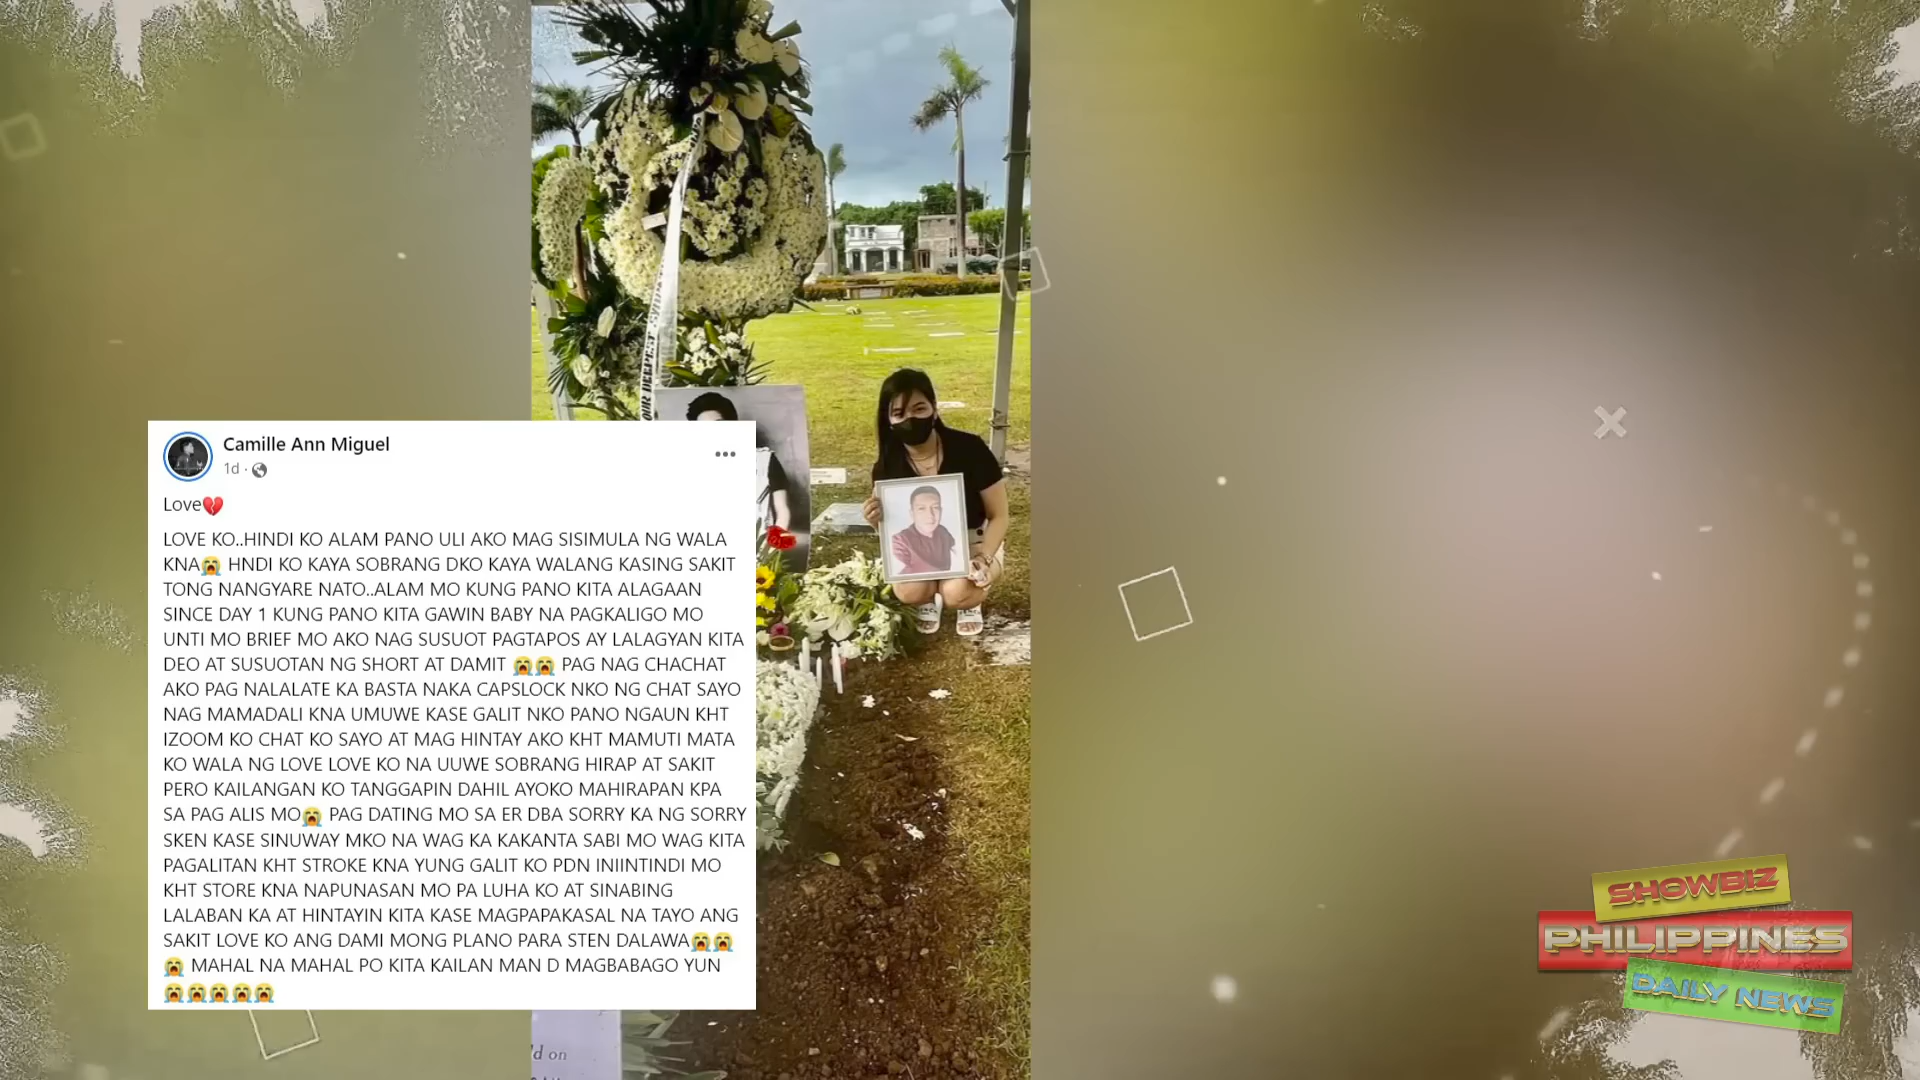 OUR DEEPEST
Camille Ann Miguel
1d ·
Love💔
LOVE KO..HINDI KO ALAM PANO ULI AKO MAG SISIMULA NG WALA
KNA😭 HNDI KO KAYA SOBRANG DKO KAYA WALANG KASING SAKIT
TONG NANGYARE NATO..ALAM MO KUNG PANO KITA ALAGAAN
SINCE DAY 1 KUNG PANO KITA GAWIN BABY NA PAGKALIGO MO
UNTI MO BRIEF MO AKO NAG SUSUOT PAGTAPOS AY LALAGYAN KITA
DEO AT SUSUOTAN NG SHORT AT DAMIT 😭😭 PAG NAG CHACHAT
AKO PAG NALALATE KA BASTA NAKA CAPSLOCK NKO NG CHAT SAYO
NAG MAMADALI KNA UMUWE KASE GALIT NKO PANO NGAUN KHT
IZOOM KO CHAT KO SAYO AT MAG HINTAY AKO KHT MAMUTI MATA
KO WALA NG LOVE LOVE KO NA UUWE SOBRANG HIRAP AT SAKIT
PERO KAILANGAN KO TANGGAPIN DAHIL AYOKO MAHIRAPAN KPA
SA PAG ALIS MO😭 PAG DATING MO SA ER DBA SORRY KA NG SORRY
SKEN KASE SINUWAY MKO NA WAG KA KAKANTA SABI MO WAG KITA
PAGALITAN KHT STROKE KNA YUNG GALIT KO PDN INIINTINDI MO
KHT STORE KNA NAPUNASAN MO PA LUHA KO AT SINABING
LALABAN KA AT HINTAYIN KITA KASE MAGPAPAKASAL NA TAYO ANG
SAKIT LOVE KO ANG DAMI MONG PLANO PARA STEN DALAWA😭😭
😭 MAHAL NA MAHAL PO KITA KAILAN MAN D MAGBABAGO YUN
😭😭😭😭😭
on
SHOWBIZ
PHILIPPINES
DAILY NEWS